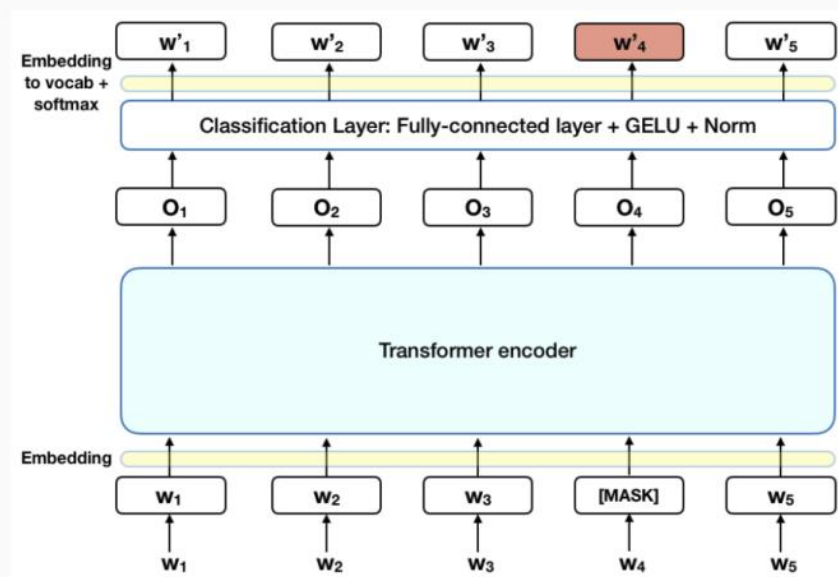 w'₁ w'₂ w'₃ w'₄ w'₅
Embedding
to vocab +
softmax
Classification Layer: Fully-connected layer + GELU + Norm
O₁ O₂ O₃ O₄ O₅
Transformer encoder
Embedding
W₁ W₂ W₃ [MASK] W₅
W₁ W₂ W₃ W₄ W₅